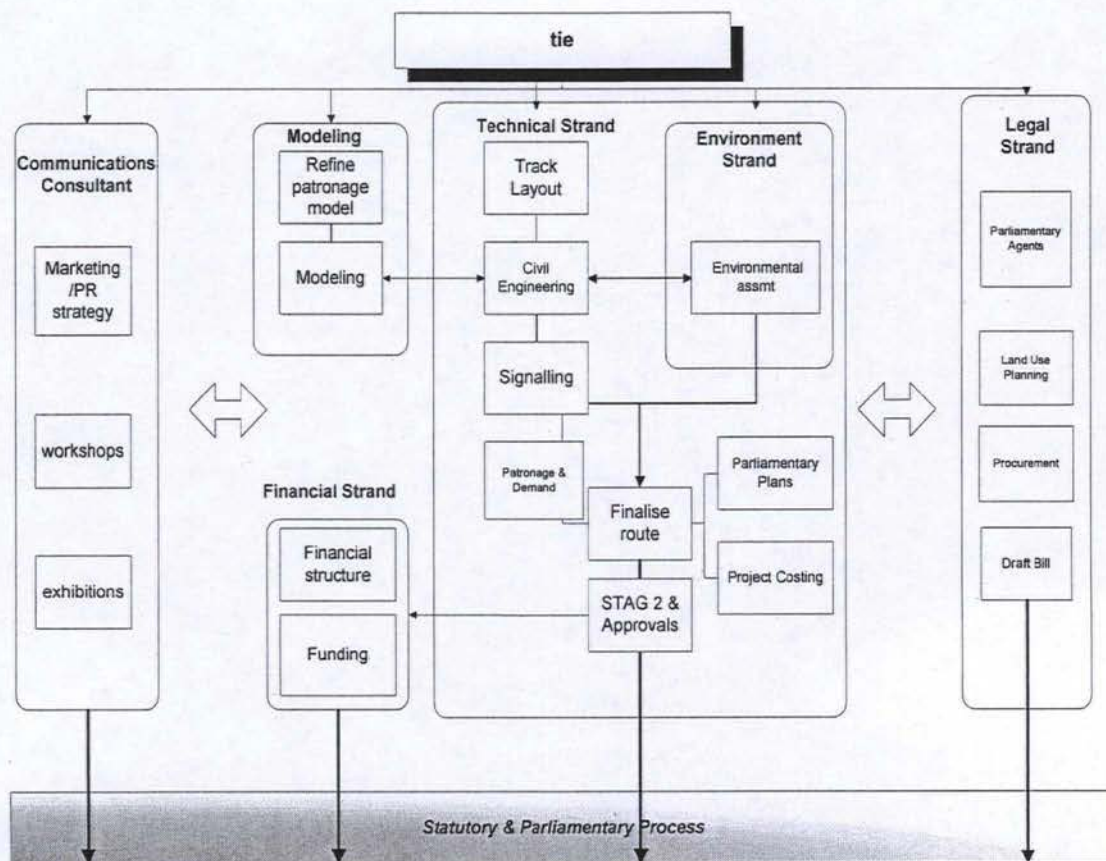 tie
Communications
Consultant
Marketing
/PR
strategy
workshops
exhibitions
Modeling
Refine
patronage
model
Modeling
Financial Strand
Financial
structure
Funding
Technical Strand
Track
Layout
Civil
Engineering
Signalling
Patronage &
Demand
Finalise
route
STAG 2 &
Approvals
Parliamentary
Plans
Project Costing
Environment
Strand
Environmental
assmt
Legal
Strand
Parliamentary
Agents
Land Use
Planning
Procurement
Draft Bill
Statutory & Parliamentary Process